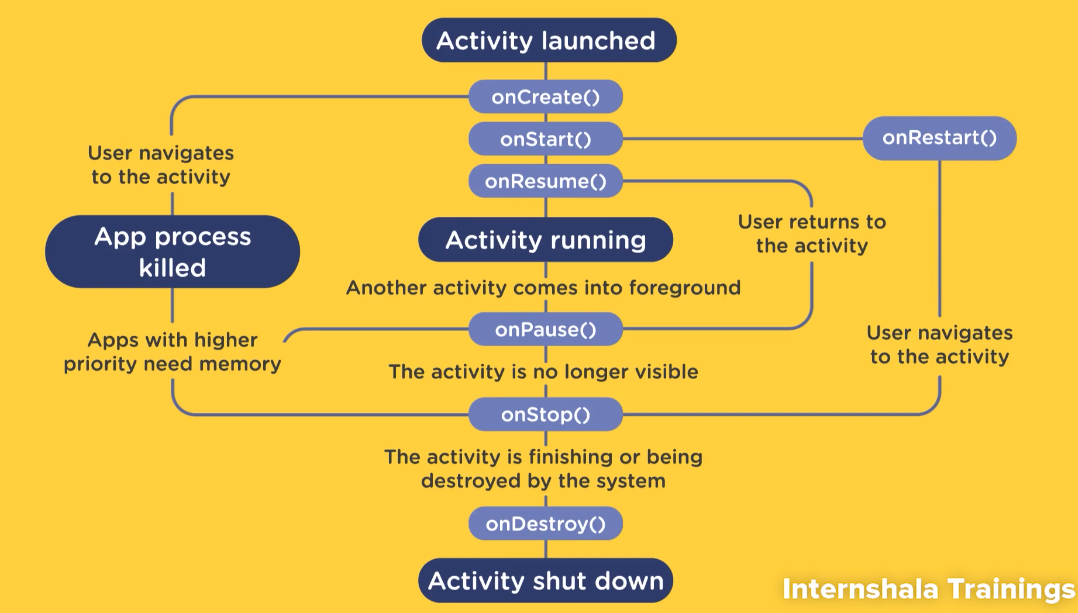 Activity launched
onCreate()
onStart()
onRestart()
User navigates
to the activity
onResume()
App process
killed
Activity running
User returns to
the activity
Another activity comes into foreground
onPause()
Apps with higher
priority need memory
User navigates
to the activity
The activity is no longer visible
onStop()
The activity is finishing or being
destroyed by the system
onDestroy()
Activity shut down
Internshala Trainings